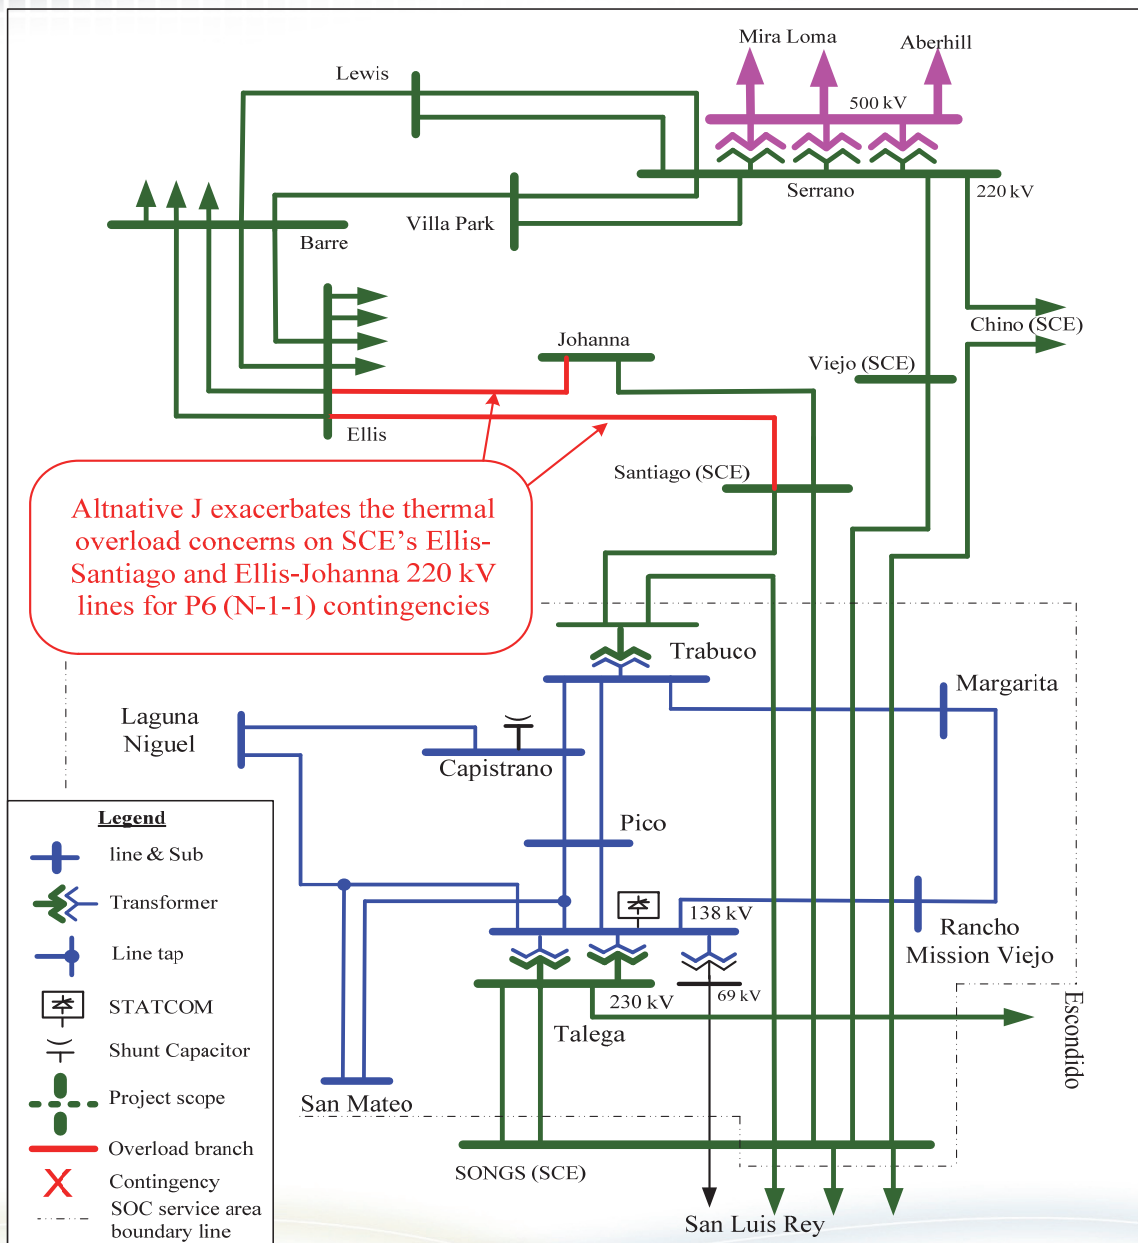 Mira Loma
Aberhill
Lewis
500 kV
Serrano
220 kV
Villa Park
Barre
Chino (SCE)
Johanna
Viejo (SCE)
Ellis
Santiago (SCE)
Altnative J exacerbates the thermal
overload concerns on SCE's Ellis-
Santiago and Ellis-Johanna 220 kV
lines for P6 (N-1-1) contingencies
Trabuco
Margarita
Laguna
Niguel
Capistrano
Pico
138 kV
Rancho
Mission Viejo
230 kV
69 kV
Talega
Escondido
San Mateo
SONGS (SCE)
San Luis Rey
Legend
line & Sub
Transformer
Line tap
STATCOM
Shunt Capacitor
Project scope
Overload branch
Contingency
SOC service area
boundary line